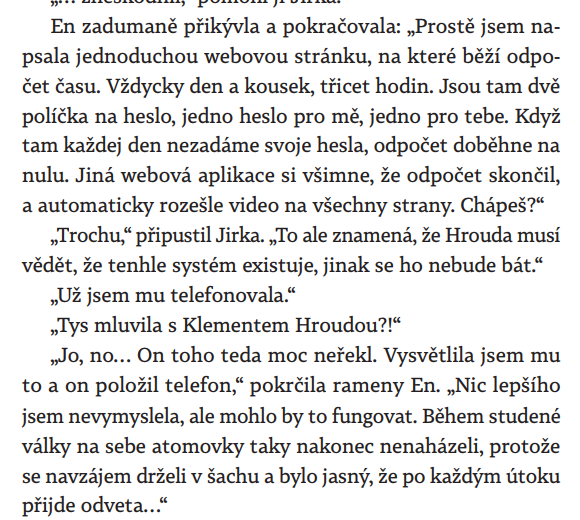 En zadumaně přikývla a pokračovala: „Prostě jsem na-
psala jednoduchou webovou stránku, na které běží odpo-
čet času. Vždycky den a kousek, třicet hodin. Jsou tam dvě
políčka na heslo, jedno heslo pro mě, jedno pro tebe. Když
tam každej den nezadáme svoje hesla, odpočet doběhne na
nulu. Jiná webová aplikace si všimne, že odpočet skončil,
a automaticky rozešle video na všechny strany. Chápeš?“
„Trochu,“ připustil Jirka. „To ale znamená, že Hrouda musí
vědět, že tenhle systém existuje, jinak se ho nebude bát.“
„Už jsem mu telefonovala.“
„Tys mluvila s Klementem Hroudou?!“
„Jo, no… On toho teda moc neřekl. Vysvětlila jsem mu
to a on položil telefon,“ pokrčila rameny En. „Nic lepšího
jsem nevymyslela, ale mohlo by to fungovat. Během studené
války na sebe atomovky taky nakonec nenaházeli, protože
se navzájem drželi v šachu a bylo jasný, že po každým útoku
přijde odveta…“